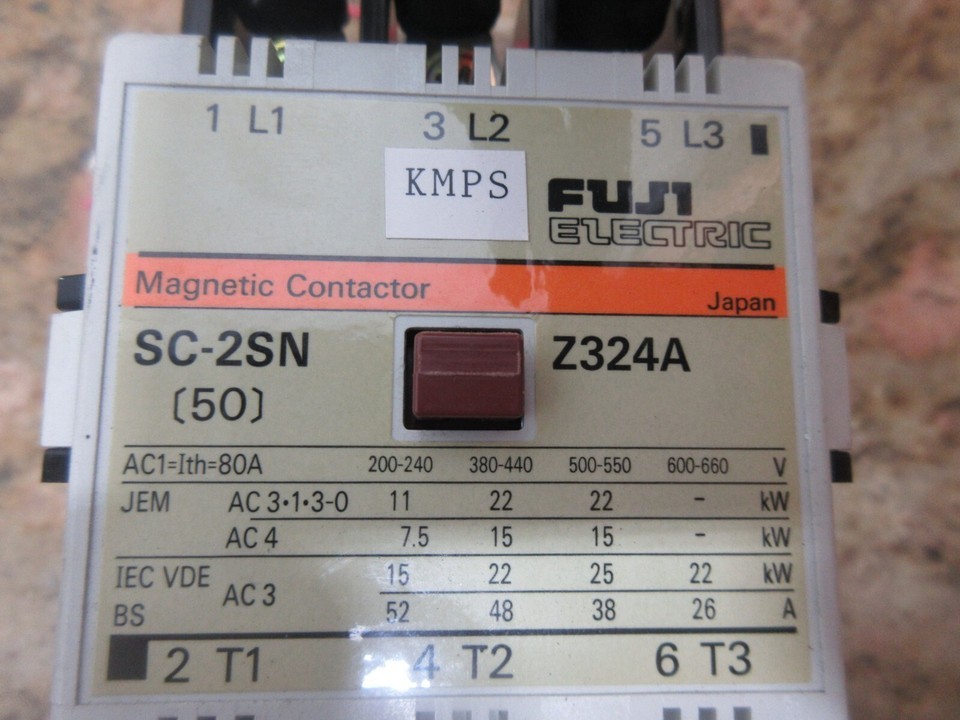 1 L1 3 L2 5 L3
KMPS
FUJI
ELECTRIC
Magnetic Contactor Japan
SC-2SN Z324A
(50)
AC1=Ith=80A 200-240 380-440 500-550 600-660 V
JEM AC 3•1•3-0 11 22 22 - kW
AC 4 7.5 15 15 - kW
IEC VDE 15 22 25 22 kW
AC 3
BS 52 48 38 26 A
2 T1 4 T2 6 T3